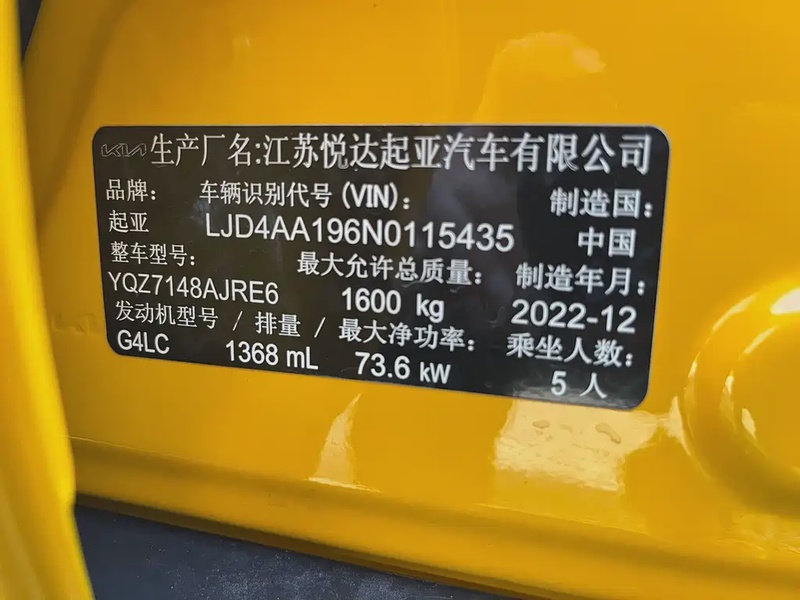 KIA 生产厂名:江苏悦达起亚汽车有限公司
品牌: 车辆识别代号(VIN): 制造国:
起亚 LJD4AA196N0115435 中国
整车型号: 最大允许总质量: 制造年月:
YQZ7148AJRE6 1600 kg 2022-12
发动机型号 / 排量 / 最大净功率: 乘坐人数:
G4LC 1368 mL 73.6 kW 5 人